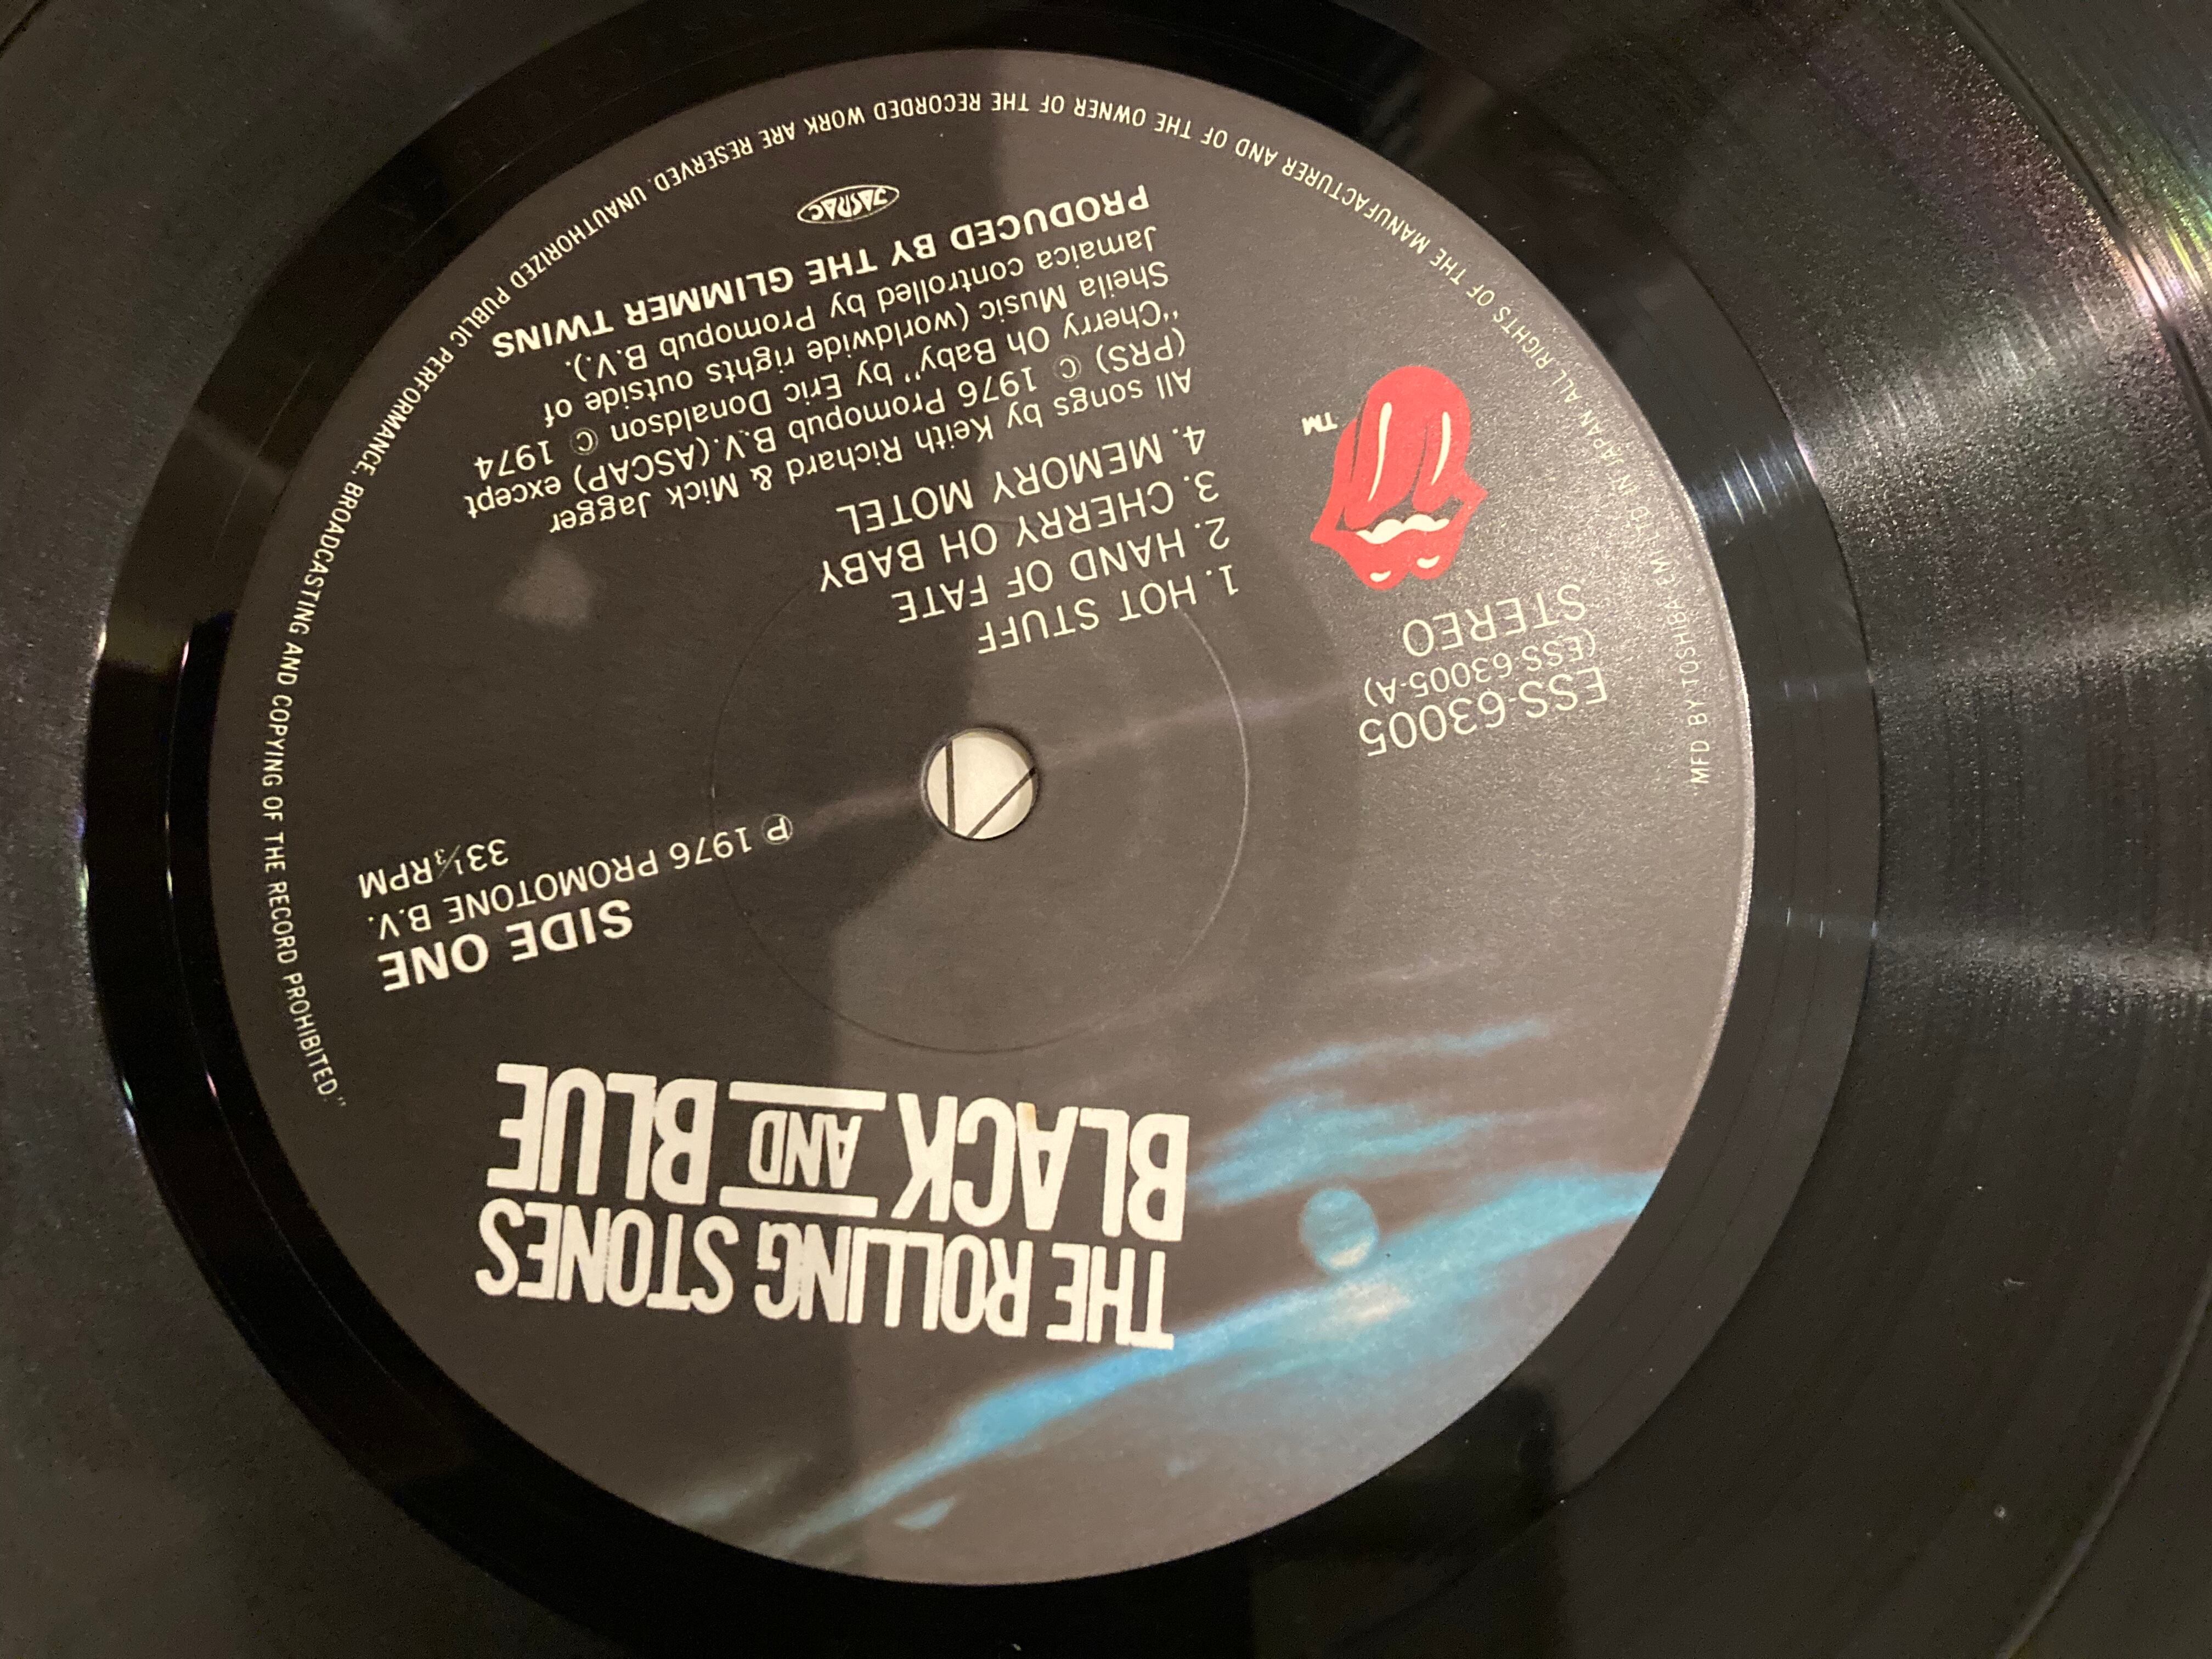 THE ROLLING STONES
BLACK AND BLUE
SIDE ONE
℗ 1976 PROMOTONE B.V.
33⅓RPM
ESS-63005
(ESS-63005-A)
STEREO
TM
1. HOT STUFF
2. HAND OF FATE
3. CHERRY OH BABY
4. MEMORY MOTEL
All songs by Keith Richard & Mick Jagger
(PRS) © 1976 Promopub B.V.(ASCAP) except
"Cherry Oh Baby" by Eric Donaldson © 1974
Sheila Music (worldwide rights outside of
Jamaica controlled by Promopub B.V.).
PRODUCED BY THE GLIMMER TWINS
JASRAC
MFD BY TOSHBA EMI LTD IN JAPAN ALL RIGHTS OF THE MANUFACTURER AND OF THE OWNER OF THE RECORDED WORK ARE RESERVED. UNAUTHORIZED PUBLIC PERFORMANCE, BROADCASTING AND COPYING OF THE RECORD PROHIBITED."